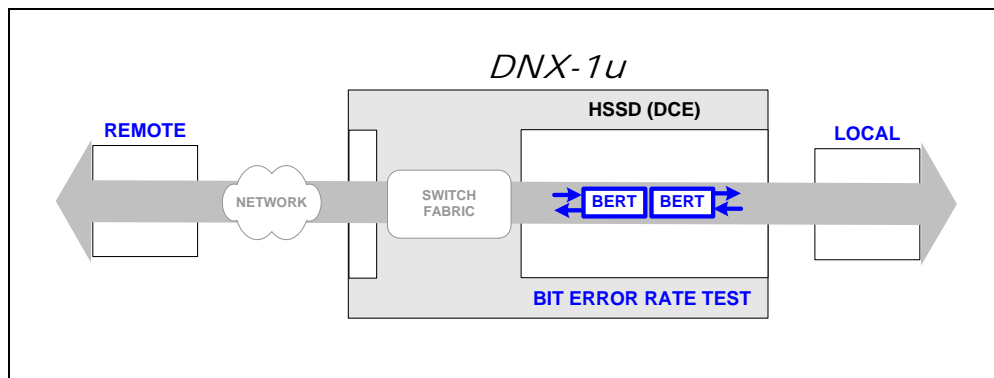 DNX-1u
HSSD (DCE)
REMOTE
LOCAL
NETWORK
SWITCH
FABRIC
BERT
BERT
BIT ERROR RATE TEST